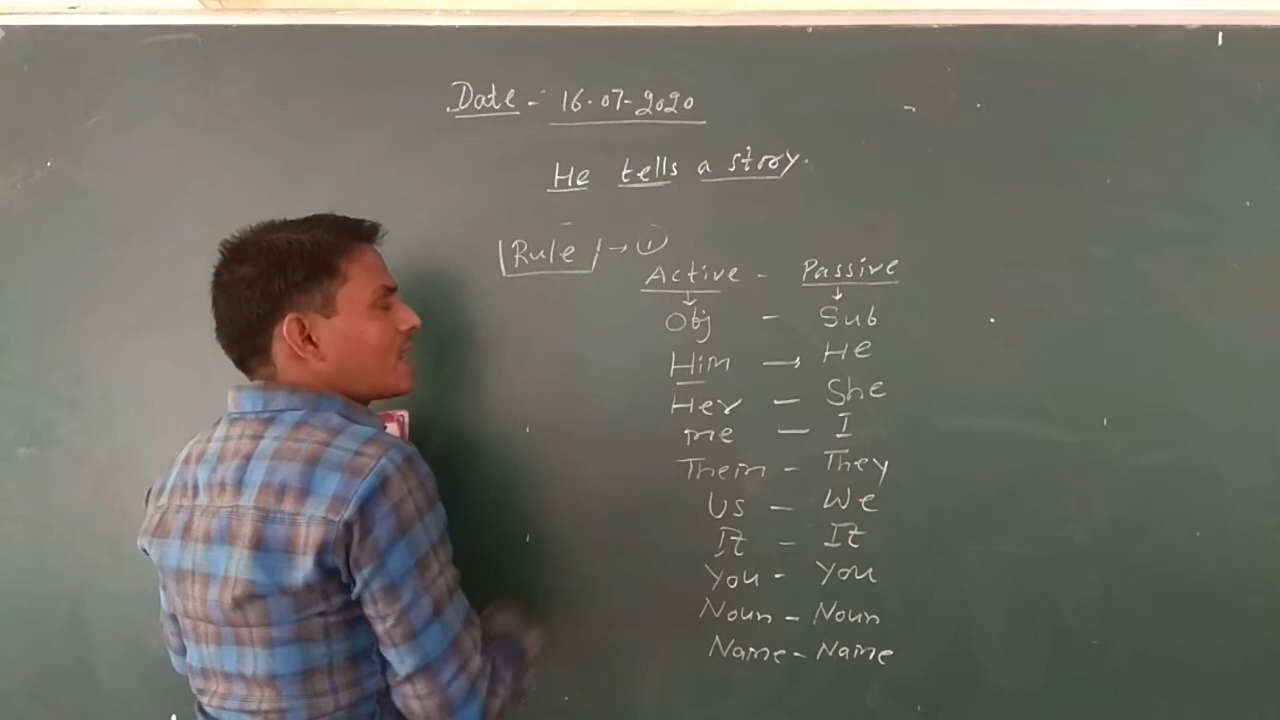 Date - 16.07-2020
He tells a story.
Rule → 1
Active - Passive
Obj - Sub
Him → He
Her - She
me - I
Them - They
Us - We
It - It
You - You
Noun - Noun
Name - Name